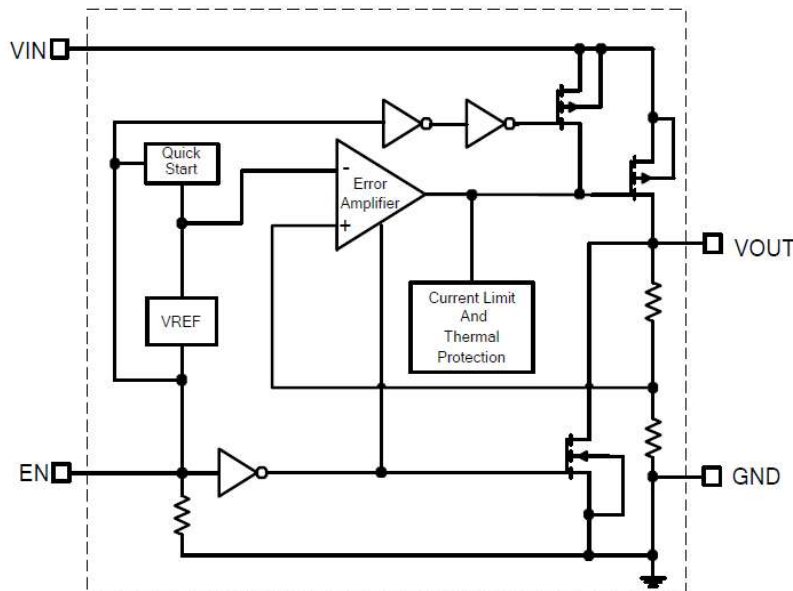 VIN
Quick
Start
-
Error
Amplifier
+
VOUT
Current Limit
And
Thermal
Protection
VREF
EN
GND